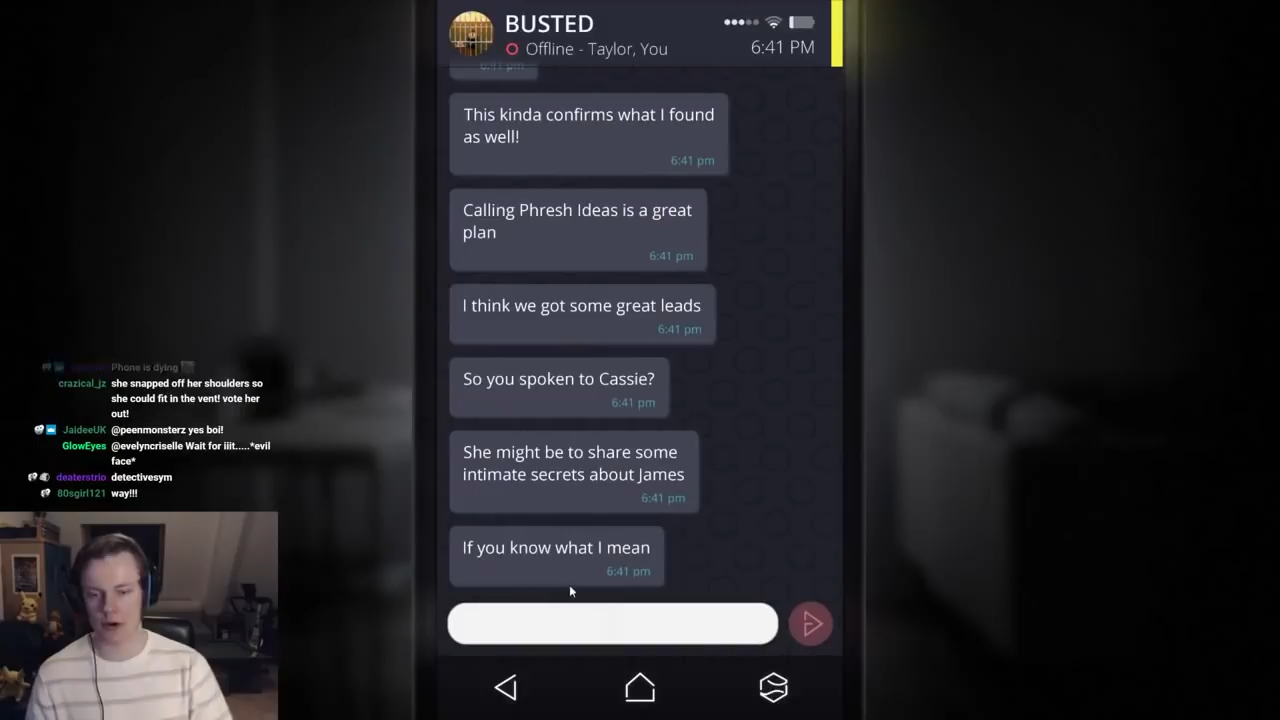 BUSTED
Offline - Taylor, You
6:41 PM
6:41 pm
This kinda confirms what I found
as well!
6:41 pm
Calling Phresh Ideas is a great
plan
6:41 pm
I think we got some great leads
6:41 pm
So you spoken to Cassie?
6:41 pm
She might be to share some
intimate secrets about James
6:41 pm
If you know what I mean
6:41 pm
Phone is dying
crazical_jz she snapped off her shoulders so
she could fit in the vent! vote her
out!
JaideeUK @peenmonsterz yes boi!
GlowEyes @evelyncriselle Wait for iiit.....*evil
face*
deaterstrio detectivesym
80sgirl121 way!!!